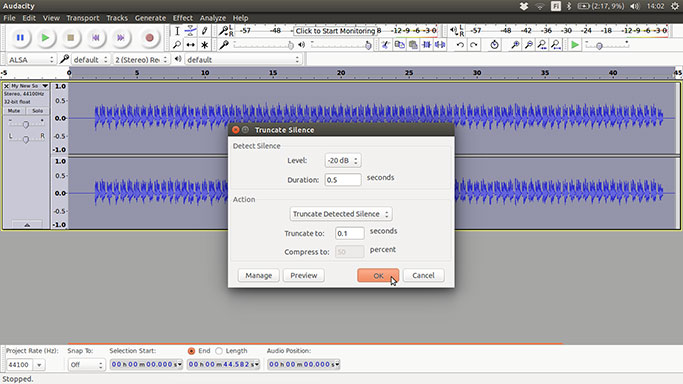 Audacity
Fi (2:17, 9%) 14:02
File Edit View Transport Tracks Generate Effect Analyze Help
L R -57 -48 Click to Start Monitoring -12 -9 -6 -3 0
L R -57 -48 -42 -36 -30 -24 -18 -12 -9 -6 -3 0
ALSA default 2 (Stereo) Rec default
-5 0 5 10 15 20 25 30 35 40 45
My New So
Stereo, 44100Hz
32-bit float
Mute Solo
L R
1.0
0.5
0.0
-0.5
-1.0
1.0
0.5
0.0
-0.5
-1.0
Truncate Silence
Detect Silence
Level: -20 dB
Duration: 0.5 seconds
Action
Truncate Detected Silence
Truncate to: 0.1 seconds
Compress to: 50 percent
Manage Preview OK Cancel
Project Rate (Hz): Snap To: Selection Start: End Length Audio Position:
44100 Off 00 h 00 m 00.000 s 00 h 00 m 44.582 s 00 h 00 m 00.000 s
Stopped.